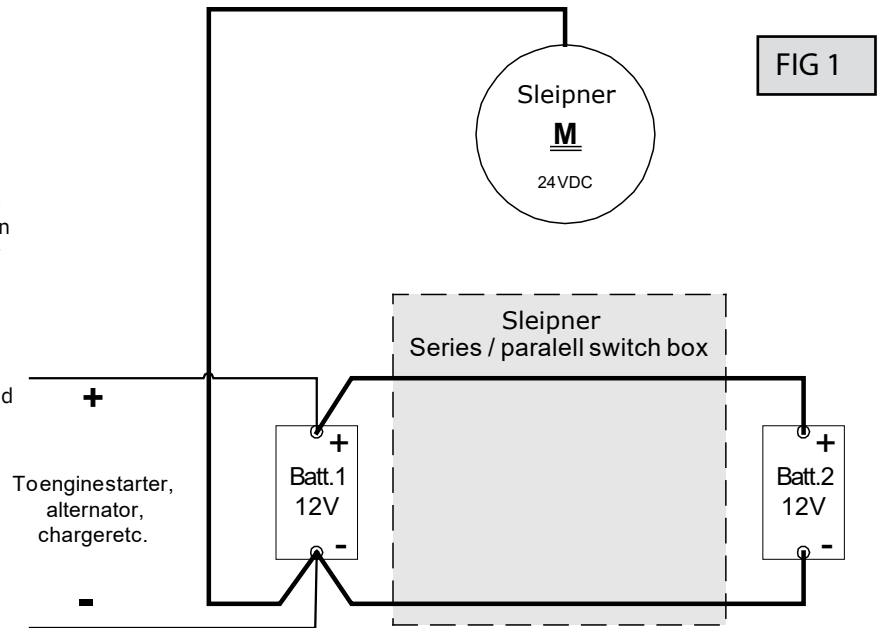 FIG 1
Sleipner
M
24VDC
n
Sleipner
Series / paralell switch box
d
+
+
+
Batt.1
12V
Batt.2
12V
Toenginestarter,
alternator,
chargeretc.
-
-
-